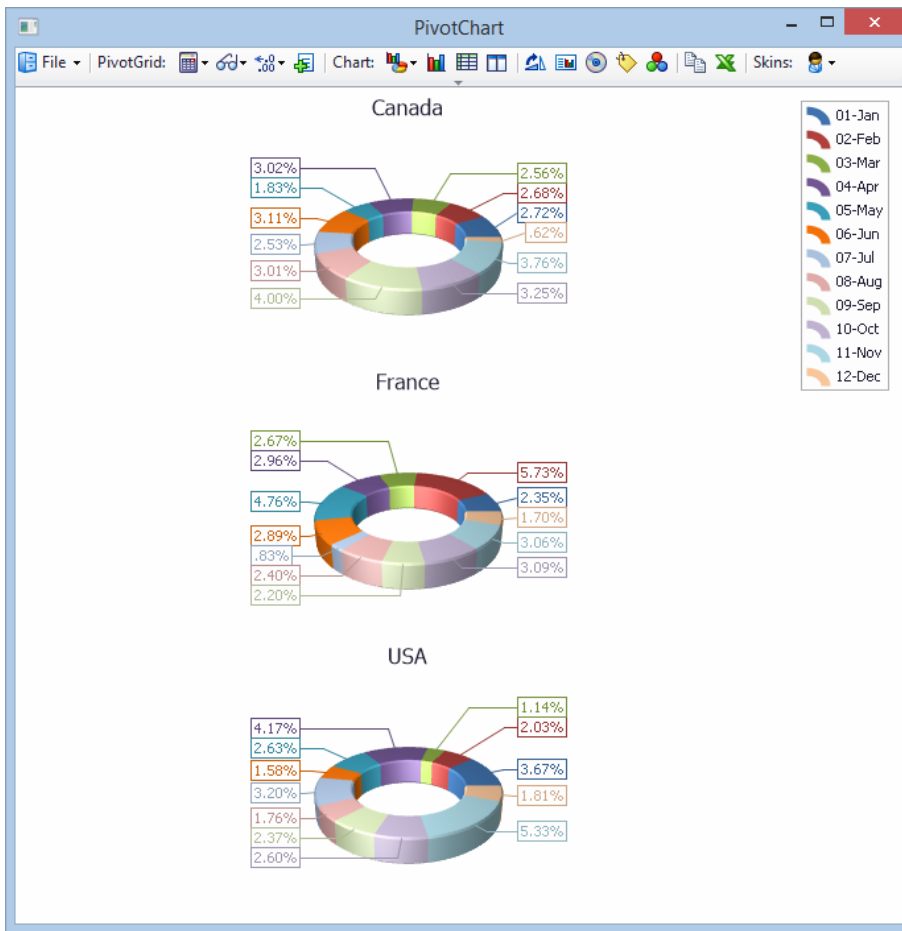 PivotChart
File PivotGrid: Chart: Skins:
Canada
3.02%
1.83%
3.11%
2.53%
3.01%
4.00%
2.56%
2.68%
2.72%
.62%
3.76%
3.25%
France
2.67%
2.96%
4.76%
2.89%
.83%
2.40%
2.20%
5.73%
2.35%
1.70%
3.06%
3.09%
USA
4.17%
2.63%
1.58%
3.20%
1.76%
2.37%
2.60%
1.14%
2.03%
3.67%
1.81%
5.33%
01-Jan
02-Feb
03-Mar
04-Apr
05-May
06-Jun
07-Jul
08-Aug
09-Sep
10-Oct
11-Nov
12-Dec